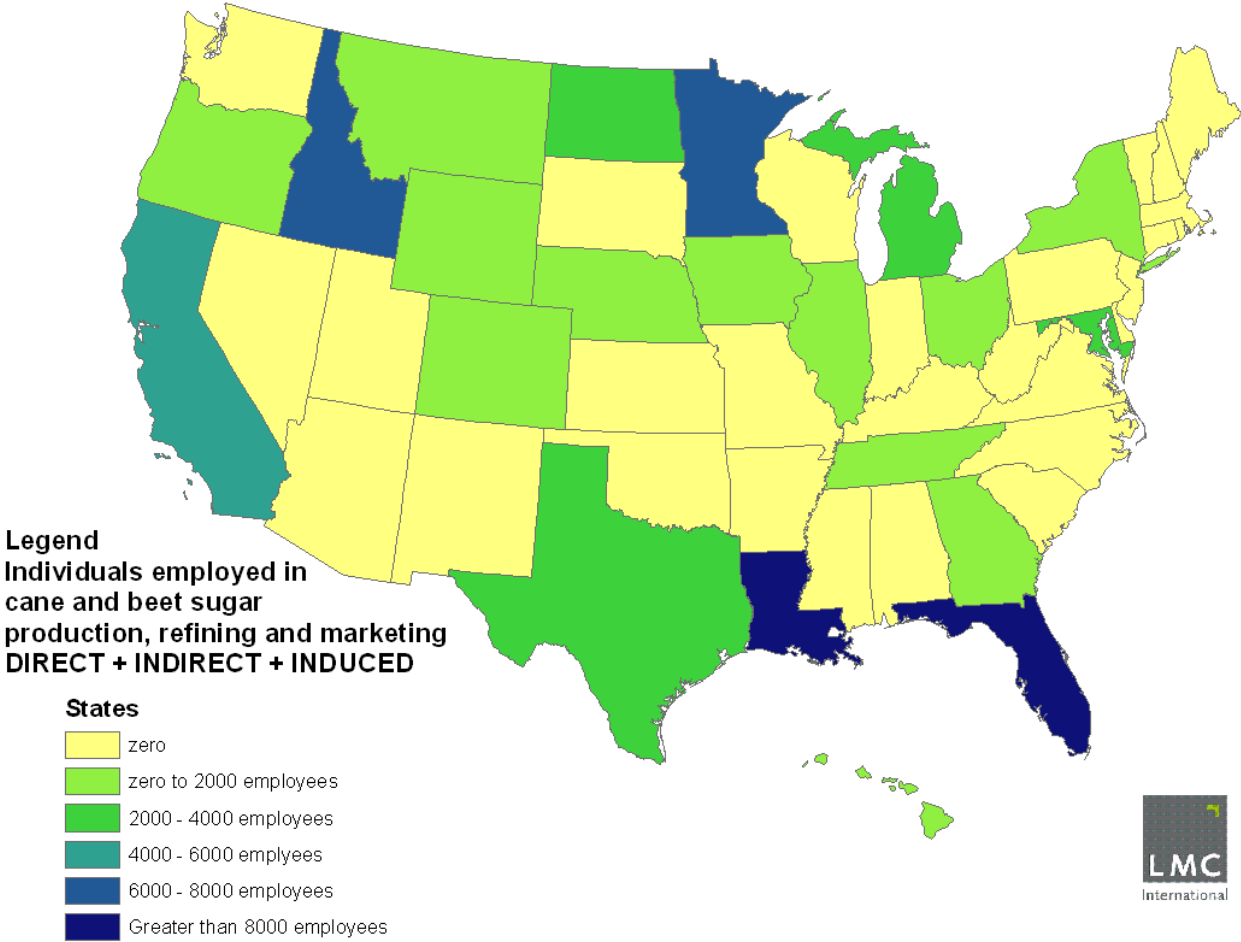 Legend
Individuals employed in
cane and beet sugar
production, refining and marketing
DIRECT + INDIRECT + INDUCED
States
zero
zero to 2000 employees
2000 - 4000 employees
4000 - 6000 emplyees
6000 - 8000 employees
Greater than 8000 employees
LMC
International